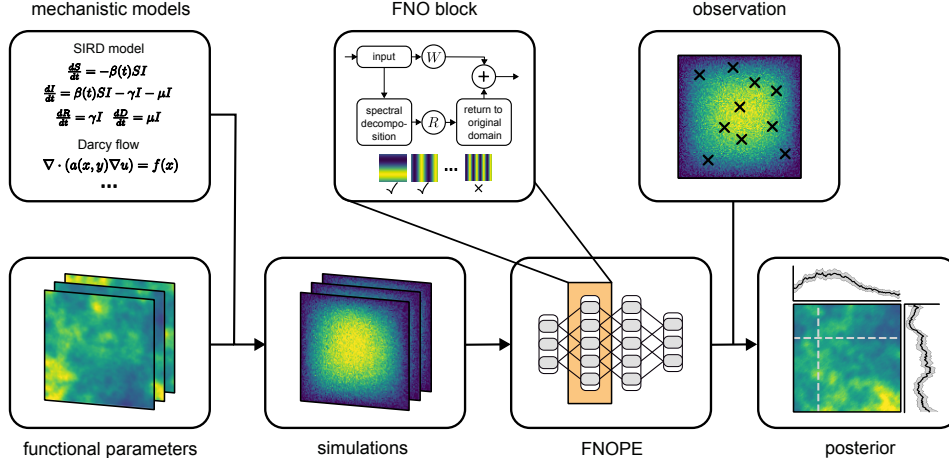 mechanistic models
FNO block
observation
SIRD model
dS/dt = −β(t)SI
dI/dt = β(t)SI − γI − μI
dR/dt = γI dD/dt = μI
Darcy flow
∇ · (a(x, y)∇u) = f(x)
...
input
W
+
spectral
decompo-
sition
R
return to
original
domain
...
✓ ✓ ×
functional parameters
simulations
FNOPE
posterior